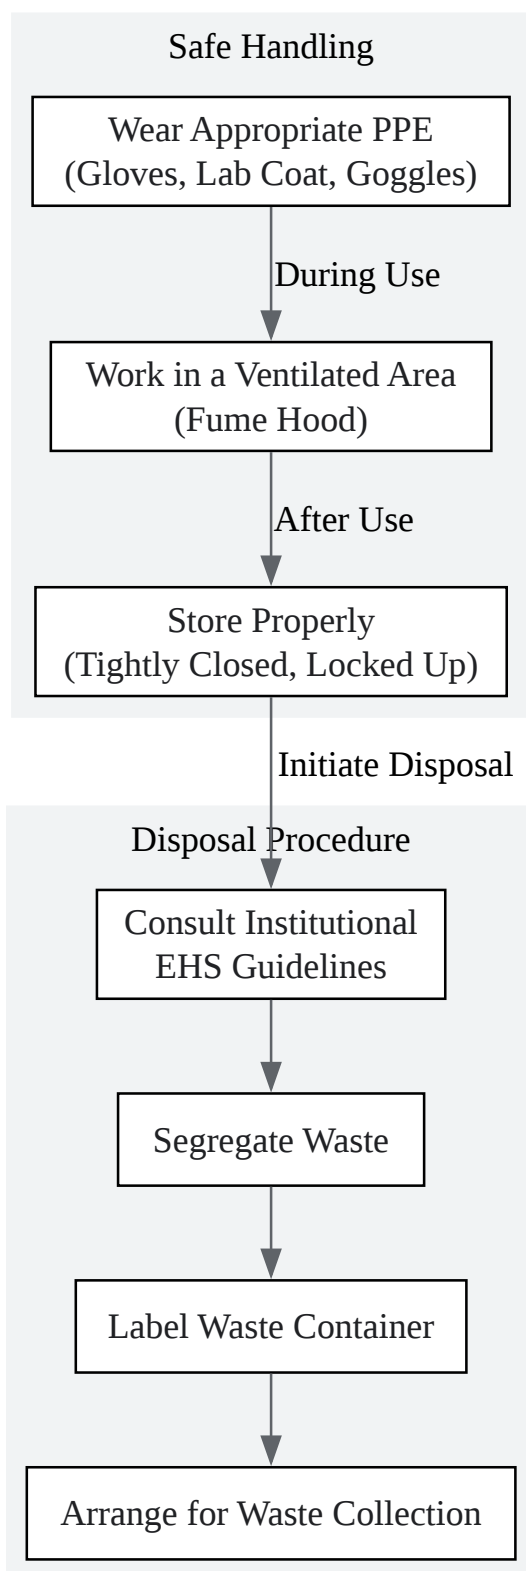 Safe Handling
Wear Appropriate PPE
(Gloves, Lab Coat, Goggles)
During Use
Work in a Ventilated Area
(Fume Hood)
After Use
Store Properly
(Tightly Closed, Locked Up)
Initiate Disposal
Disposal Procedure
Consult Institutional
EHS Guidelines
Segregate Waste
Label Waste Container
Arrange for Waste Collection